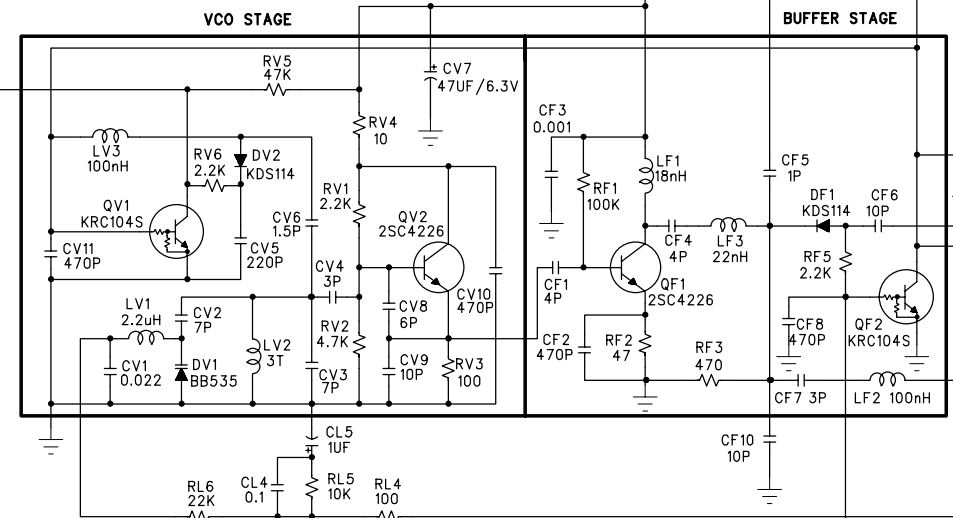 VCO STAGE
BUFFER STAGE
RV5
47K
CV7
47UF/6.3V
+
CF3
0.001
RV4
10
LV3
100nH
RV6
2.2K
DV2
KDS114
LF1
18nH
CF5
1P
RF1
100K
DF1
KDS114
CF6
10P
QV1
KRC104S
RV1
2.2K
QV2
2SC4226
CV6
1.5P
CV5
220P
CV11
470P
CF4
4P
LF3
22nH
RF5
2.2K
CV4
3P
CF1
4P
QF1
2SC4226
CV10
470P
LV1
2.2uH
CV2
7P
CV8
6P
RV2
4.7K
LV2
3T
CF2
470P
RF2
47
RF3
470
CF8
470P
QF2
KRC104S
CV1
0.022
DV1
BB535
CV3
7P
CV9
10P
RV3
100
CF7 3P
LF2 100nH
CL5
1UF
+
CF10
10P
RL6
22K
CL4
0.1
RL5
10K
RL4
100